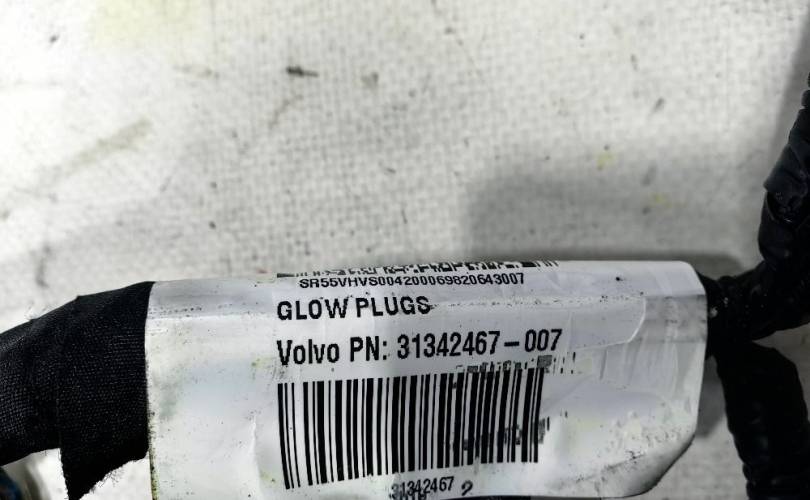 SR55VHVS004200069820643007
GLOW PLUGS
Volvo PN: 31342467-007
31342467